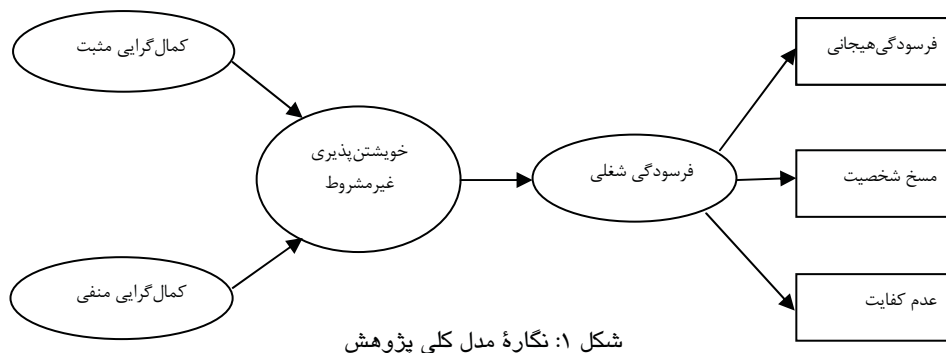 کمال‌گرایی مثبت
خویشتن‌پذیری
غیرمشروط
کمال‌گرایی منفی
فرسودگی شغلی
فرسودگی‌هیجانی
مسخ شخصیت
عدم کفایت
شکل ۱: نگارهٔ مدل کلی پژوهش